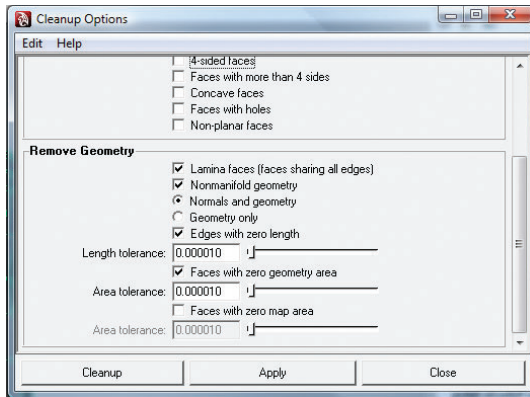 Cleanup Options
Edit Help
4-sided faces
Faces with more than 4 sides
Concave faces
Faces with holes
Non-planar faces
Remove Geometry
Lamina faces (faces sharing all edges)
Nonmanifold geometry
Normals and geometry
Geometry only
Edges with zero length
Length tolerance: 0.000010
Faces with zero geometry area
Area tolerance: 0.000010
Faces with zero map area
Area tolerance: 0.000010
Cleanup Apply Close